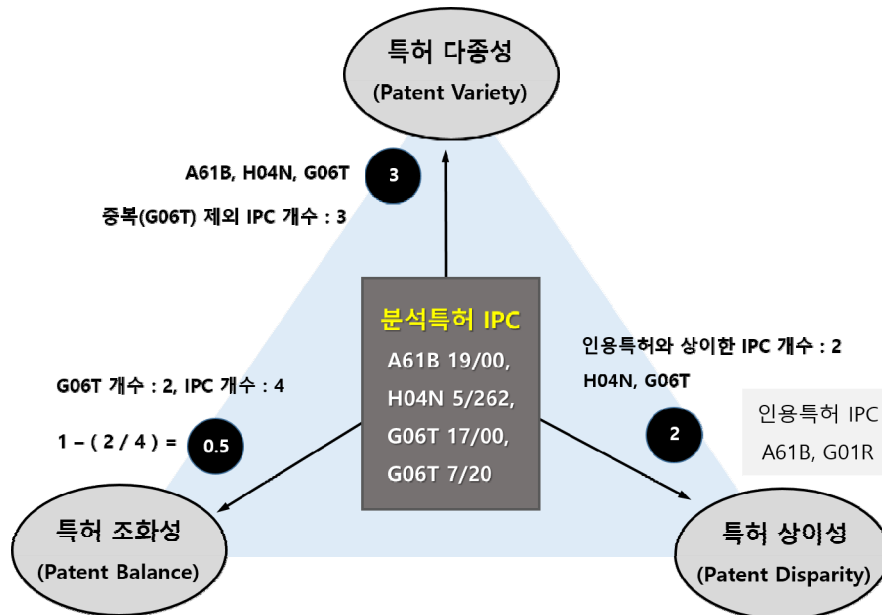 특허 다종성
(Patent Variety)
A61B, H04N, G06T
3
중복(G06T) 제외 IPC 개수 : 3
분석특허 IPC
A61B 19/00,
H04N 5/262,
G06T 17/00,
G06T 7/20
인용특허와 상이한 IPC 개수 : 2
H04N, G06T
2
인용특허 IPC
A61B, G01R
G06T 개수 : 2, IPC 개수 : 4
1 – ( 2 / 4 ) =
0.5
특허 조화성
(Patent Balance)
특허 상이성
(Patent Disparity)